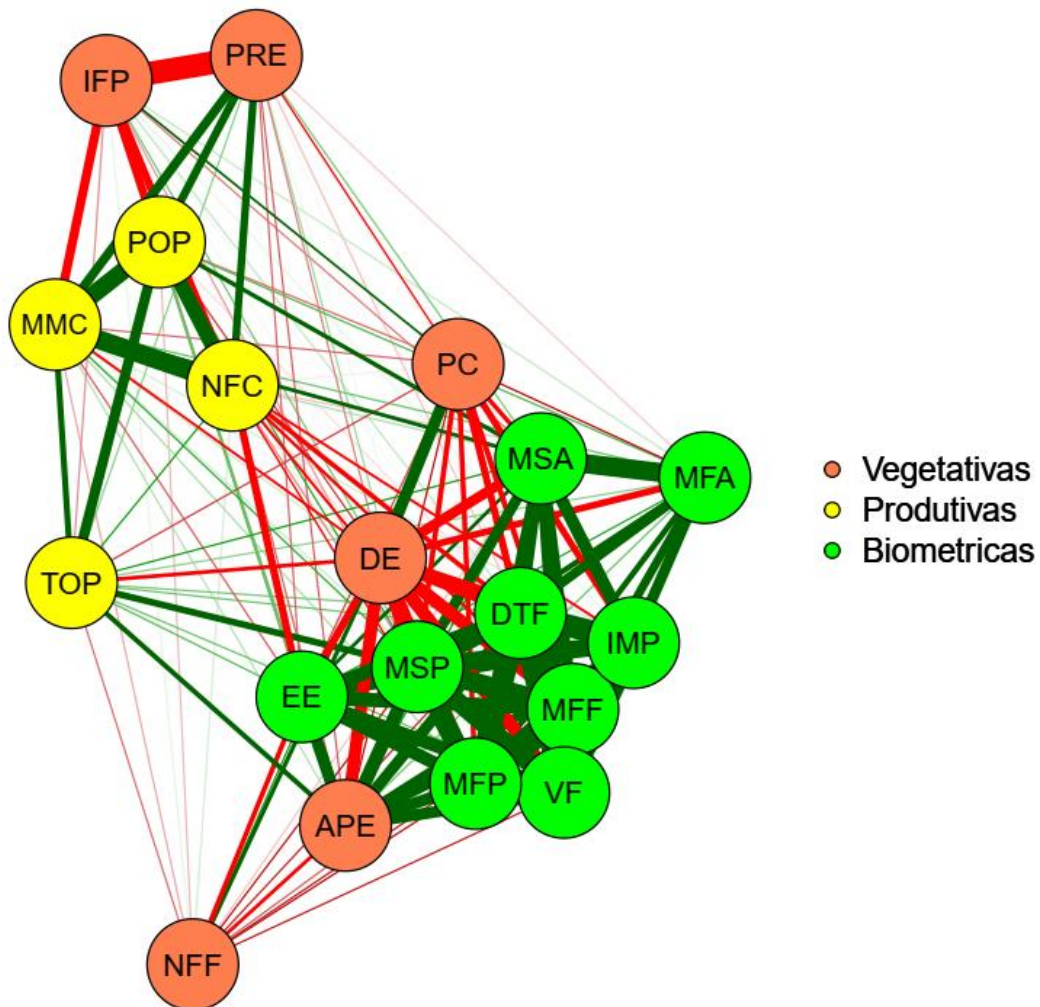 PRE
IFP
POP
MMC
NFC
PC
MSA
MFA
DE
TOP
DTF
IMP
MSP
EE
MFF
MFP
VF
APE
NFF
Vegetativas
Produtivas
Biometricas